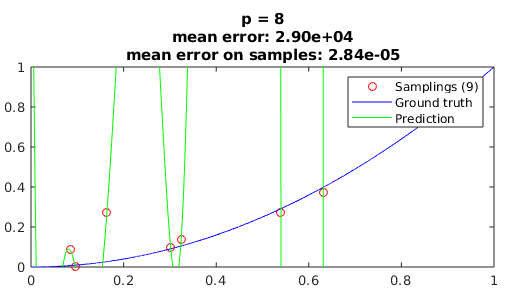 p = 8
mean error: 2.90e+04
mean error on samples: 2.84e-05
1
0.8
0.6
0.4
0.2
0
Samplings (9)
Ground truth
Prediction
0 0.2 0.4 0.6 0.8 1